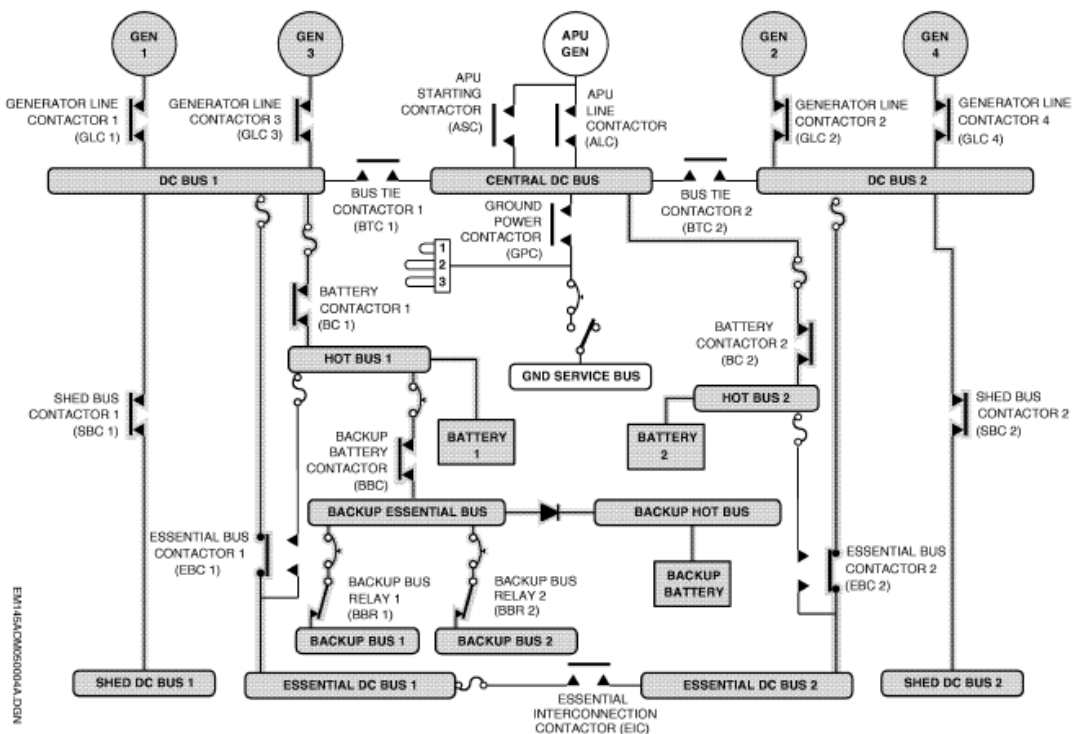 GEN
1
GEN
3
APU
GEN
GEN
2
GEN
4
GENERATOR LINE
CONTACTOR 1
(GLC 1)
GENERATOR LINE
CONTACTOR 3
(GLC 3)
APU
STARTING
CONTACTOR
(ASC)
APU
LINE
CONTACTOR
(ALC)
GENERATOR LINE
CONTACTOR 2
(GLC 2)
GENERATOR LINE
CONTACTOR 4
(GLC 4)
DC BUS 1
CENTRAL DC BUS
DC BUS 2
BUS TIE
CONTACTOR 1
(BTC 1)
GROUND
POWER
CONTACTOR
(GPC)
BUS TIE
CONTACTOR 2
(BTC 2)
1
2
3
BATTERY
CONTACTOR 1
(BC 1)
BATTERY
CONTACTOR 2
(BC 2)
HOT BUS 1
GND SERVICE BUS
HOT BUS 2
SHED BUS
CONTACTOR 1
(SBC 1)
BACKUP
BATTERY
CONTACTOR
(BBC)
BATTERY
1
BATTERY
2
SHED BUS
CONTACTOR 2
(SBC 2)
BACKUP ESSENTIAL BUS
BACKUP HOT BUS
ESSENTIAL BUS
CONTACTOR 1
(EBC 1)
BACKUP BUS
RELAY 1
(BBR 1)
BACKUP BUS
RELAY 2
(BBR 2)
BACKUP
BATTERY
ESSENTIAL BUS
CONTACTOR 2
(EBC 2)
BACKUP BUS 1
BACKUP BUS 2
SHED DC BUS 1
ESSENTIAL DC BUS 1
ESSENTIAL DC BUS 2
SHED DC BUS 2
ESSENTIAL
INTERCONNECTION
CONTACTOR (EIC)
EM145AOM050004A.DGN